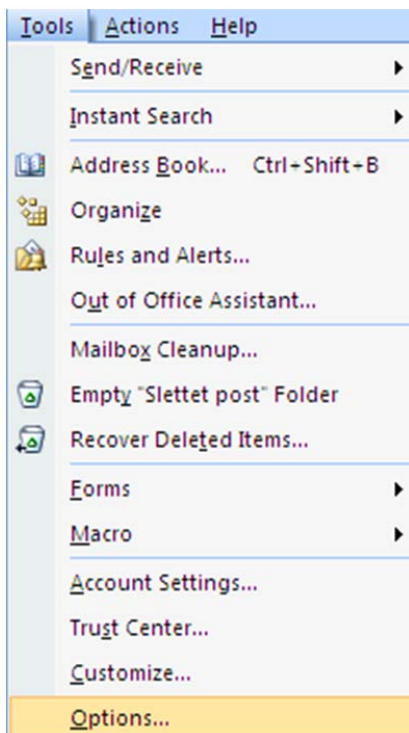 Tools Actions Help
Send/Receive
Instant Search
Address Book... Ctrl+Shift+B
Organize
Rules and Alerts...
Out of Office Assistant...
Mailbox Cleanup...
Empty "Slettet post" Folder
Recover Deleted Items...
Forms
Macro
Account Settings...
Trust Center...
Customize...
Options...